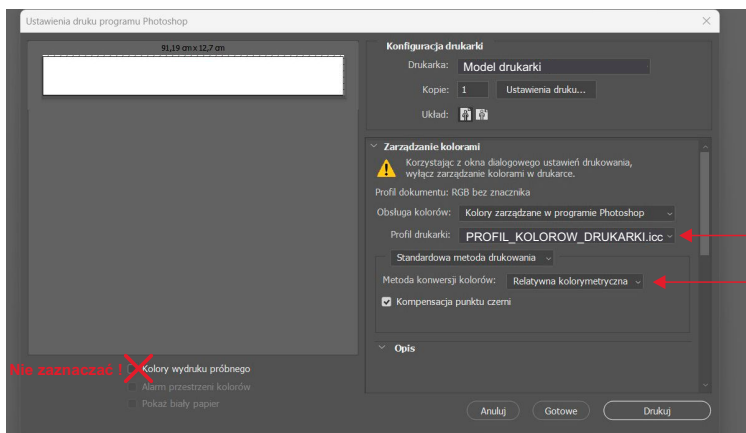 Ustawienia druku programu Photoshop
91,19 cm x 12,7 cm
Konfiguracja drukarki
Drukarka: Model drukarki
Kopie: 1 Ustawienia druku...
Układ:
Zarządzanie kolorami
Korzystając z okna dialogowego ustawień drukowania,
wyłącz zarządzanie kolorami w drukarce.
Profil dokumentu: RGB bez znacznika
Obsługa kolorów: Kolory zarządzane w programie Photoshop
Profil drukarki: PROFIL_KOLOROW_DRUKARKI.icc
Standardowa metoda drukowania
Metoda konwersji kolorów: Relatywna kolorymetryczna
Kompensacja punktu czerni
Opis
Nie zaznaczać ! Kolory wydruku próbnego
Alarm przestrzeni kolorów
Pokaż biały papier
Anuluj Gotowe Drukuj